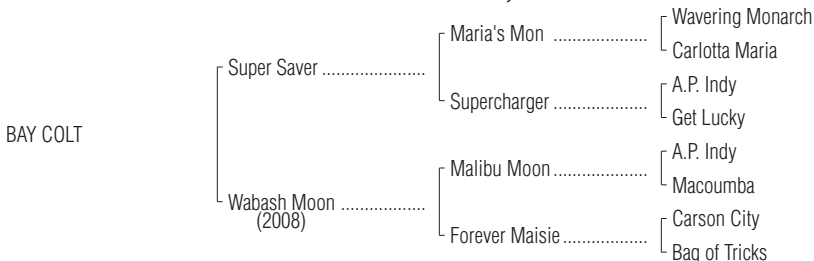 Wavering Monarch
Maria's Mon ....................
Carlotta Maria
Super Saver ......................
A.P. Indy
Supercharger ....................
Get Lucky
BAY COLT
A.P. Indy
Malibu Moon ....................
Macoumba
Wabash Moon ..................
(2008)
Carson City
Forever Maisie ..................
Bag of Tricks